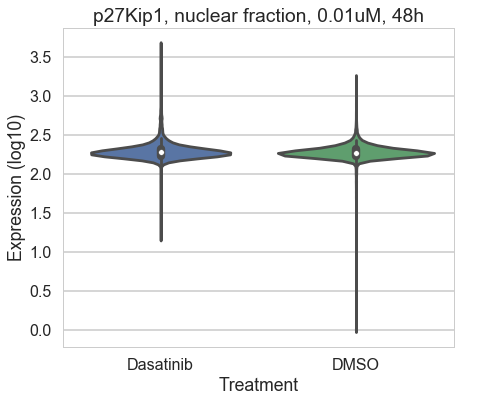 p27Kip1, nuclear fraction, 0.01uM, 48h
Expression (log10)
3.5
3.0
2.5
2.0
1.5
1.0
0.5
0.0
Dasatinib DMSO
Treatment